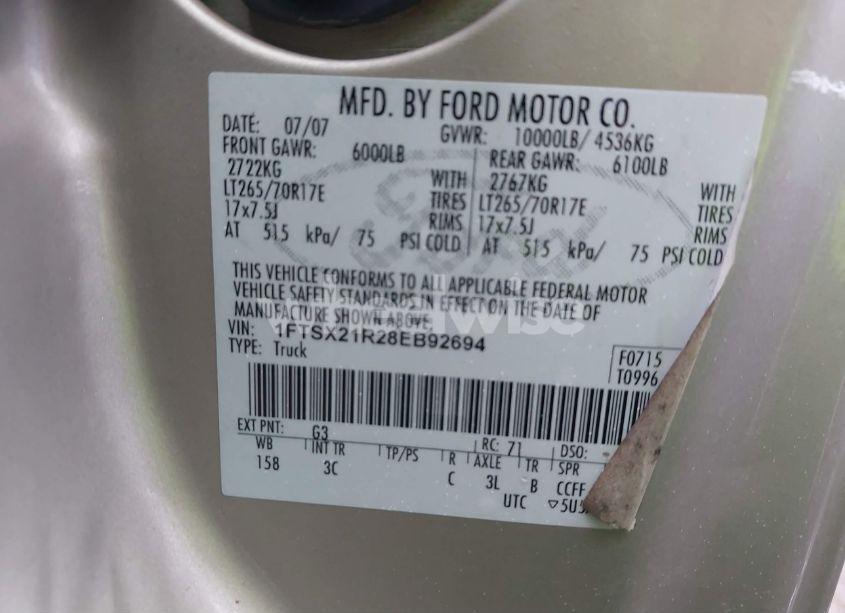 MFD. BY FORD MOTOR CO.
DATE: 07/07 GVWR: 10000LB/ 4536KG
FRONT GAWR: 6000LB REAR GAWR: 6100LB
2722KG WITH 2767KG WITH
LT265/70R17E TIRES LT265/70R17E TIRES
17x7.5J RIMS 17x7.5J RIMS
AT 515 kPa/ 75 PSI COLD AT 515 kPa/ 75 PSI COLD
THIS VEHICLE CONFORMS TO ALL APPLICABLE FEDERAL MOTOR
VEHICLE SAFETY STANDARDS IN EFFECT ON THE DATE OF
MANUFACTURE SHOWN ABOVE.
VIN: 1FTSX21R28EB92694
TYPE: Truck
F0715
T0996
EXT PNT: G3 RC: 71 DSO:
WB INT TR TP/PS R AXLE TR SPR
158 3C C 3L B CCFF
UTC